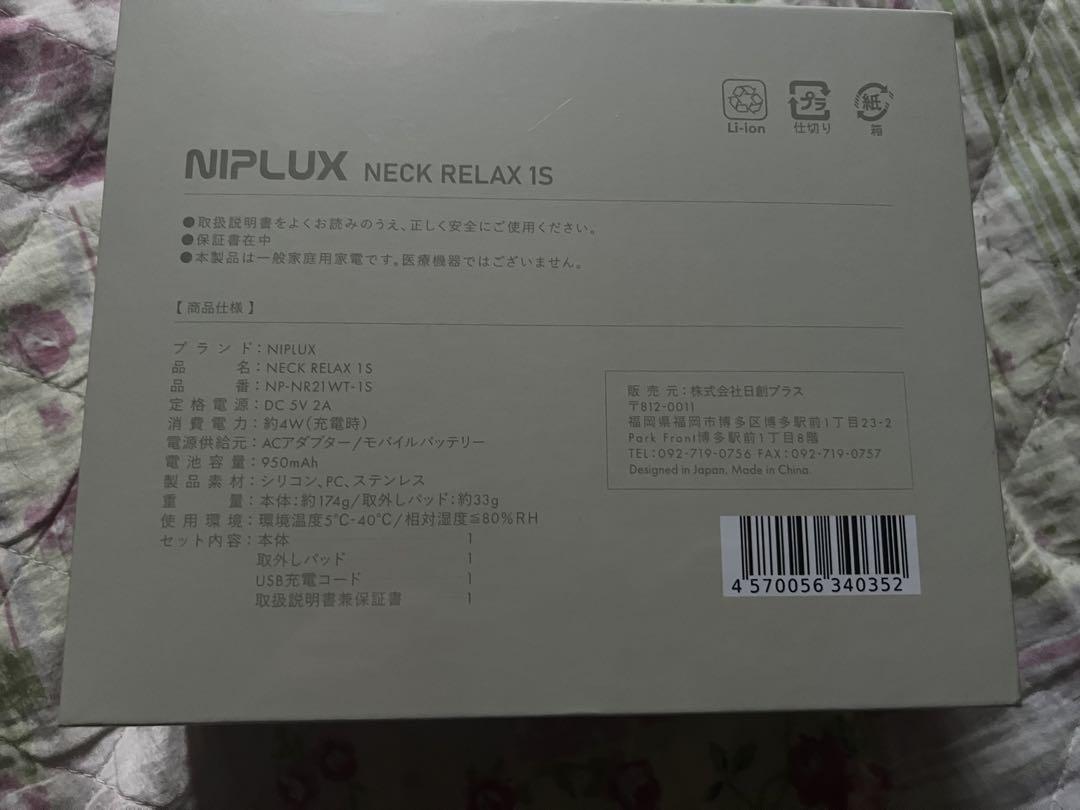 Li-ion
プラ
仕切り
紙
箱
NIPLUX NECK RELAX 1S
●取扱説明書をよくお読みのうえ、正しく安全にご使用ください。
●保証書在中
●本製品は一般家庭用家電です。医療機器ではございません。
【商品仕様】
ブランド：NIPLUX
品名：NECK RELAX 1S
品番：NP-NR21WT-1S
定格電源：DC 5V 2A
消費電力：約4W（充電時）
電源供給元：ACアダプター/モバイルバッテリー
電池容量：950mAh
製品素材：シリコン、PC、ステンレス
重量：本体：約174g/取外しパッド：約33g
使用環境：環境温度5℃-40℃/相対湿度≦80%RH
セット内容：本体 1
取外しパッド 1
USB充電コード 1
取扱説明書兼保証書 1
販売元：株式会社日創プラス
〒812-0011
福岡県福岡市博多区博多駅前1丁目23-2
Park Front博多駅前1丁目8階
TEL：092-719-0756 FAX：092-719-0757
Designed in Japan. Made in China.
4 570056 340352